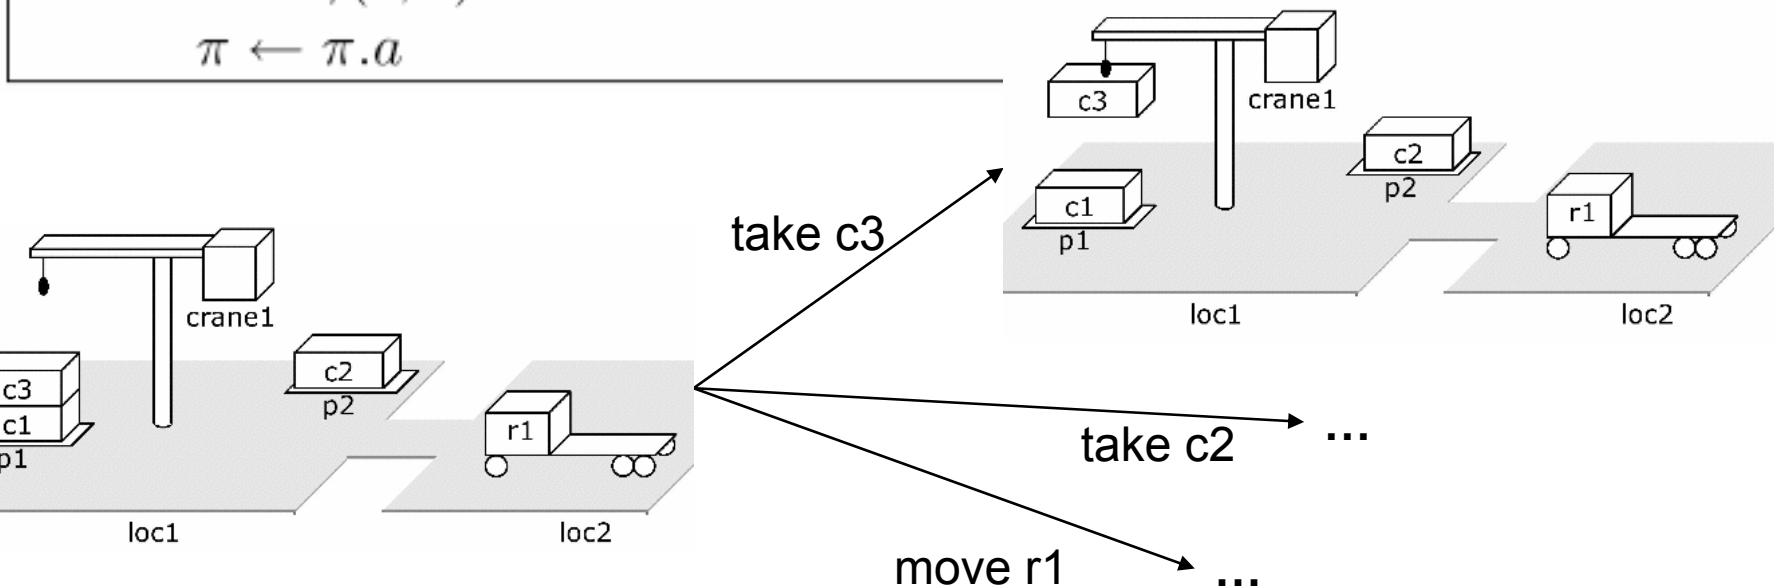 π ← π.a
c3
crane1
c2
p2
c1
p1
r1
loc1
loc2
take c3
crane1
c3
c1
p1
c2
p2
r1
loc1
loc2
take c2
...
move r1
...